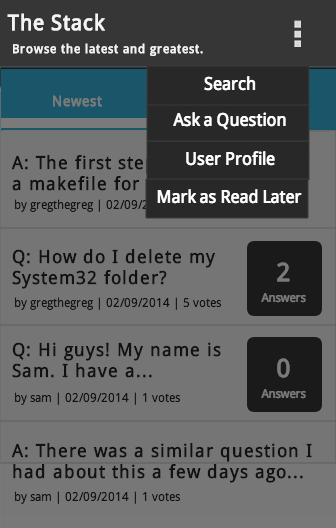 The Stack
Browse the latest and greatest.
Newest
Search
Ask a Question
User Profile
Mark as Read Later
A: The first ste
a makefile for
by gregthegreg | 02/09/2
Q: How do I delete my
System32 folder?
by gregthegreg | 02/09/2014 | 5 votes
2
Answers
Q: Hi guys! My name is
Sam. I have a...
by sam | 02/09/2014 | 1 votes
0
Answers
A: There was a similar question I
had about this a few days ago...
by sam | 02/09/2014 | 1 votes